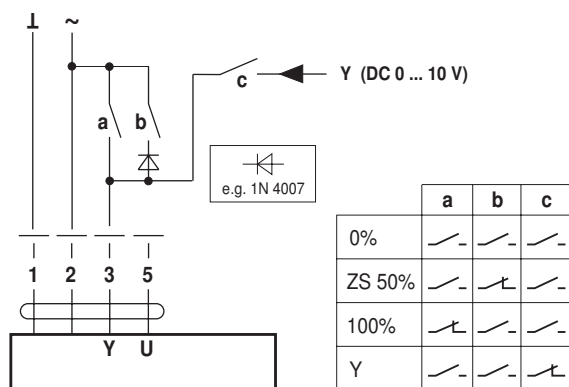 ⊥ ~
a b c Y (DC 0 ... 10 V)
e.g. 1N 4007
1 2 3 5
Y U
a b c
0%
ZS 50%
100%
Y